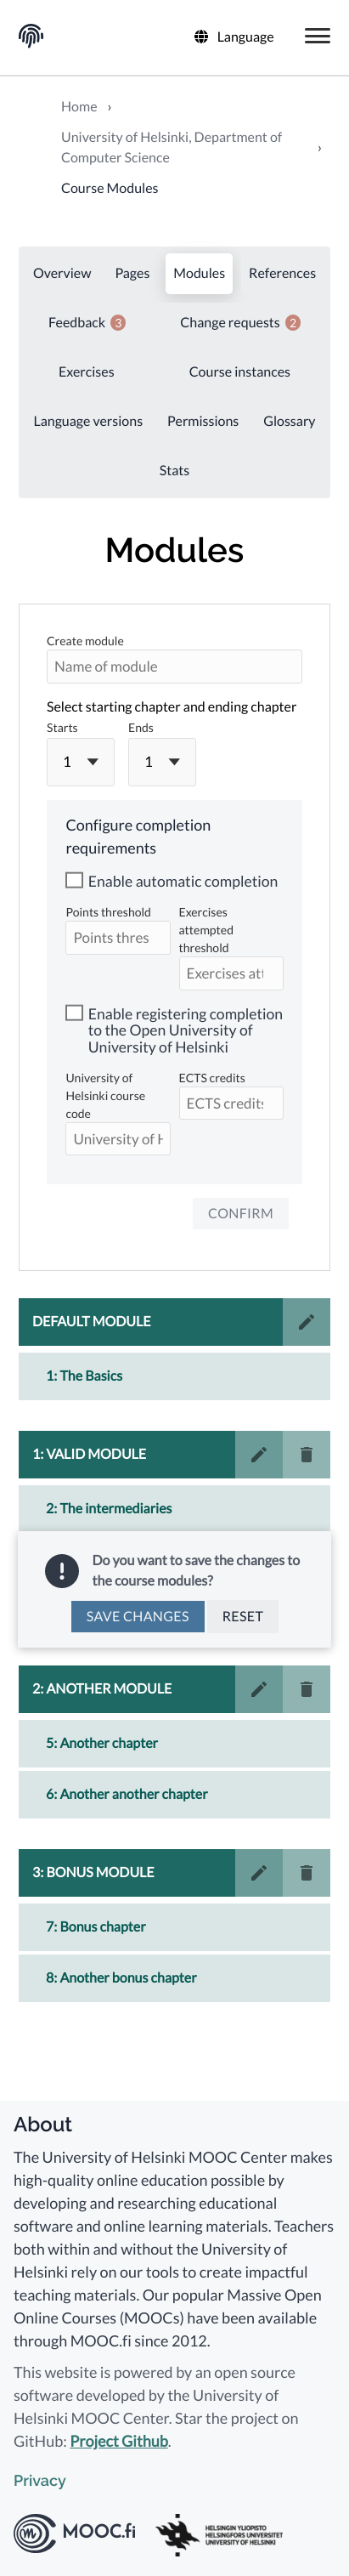 Language
Home ›
University of Helsinki, Department of
Computer Science ›
Course Modules
Overview Pages Modules References
Feedback 3 Change requests 2
Exercises Course instances
Language versions Permissions Glossary
Stats
Modules
Create module
Name of module
Select starting chapter and ending chapter
Starts Ends
1 1
Configure completion
requirements
Enable automatic completion
Points threshold
Points thres
Exercises
attempted
threshold
Exercises att
Enable registering completion
to the Open University of
University of Helsinki
University of
Helsinki course
code
University of H
ECTS credits
ECTS credits
CONFIRM
DEFAULT MODULE
1: The Basics
1: VALID MODULE
2: The intermediaries
Do you want to save the changes to
the course modules?
SAVE CHANGES RESET
2: ANOTHER MODULE
5: Another chapter
6: Another another chapter
3: BONUS MODULE
7: Bonus chapter
8: Another bonus chapter
About
The University of Helsinki MOOC Center makes
high-quality online education possible by
developing and researching educational
software and online learning materials. Teachers
both within and without the University of
Helsinki rely on our tools to create impactful
teaching materials. Our popular Massive Open
Online Courses (MOOCs) have been available
through MOOC.fi since 2012.
This website is powered by an open source
software developed by the University of
Helsinki MOOC Center. Star the project on
GitHub: Project Github.
Privacy
MOOC.fi
HELSINGIN YLIOPISTO
HELSINGFORS UNIVERSITET
UNIVERSITY OF HELSINKI